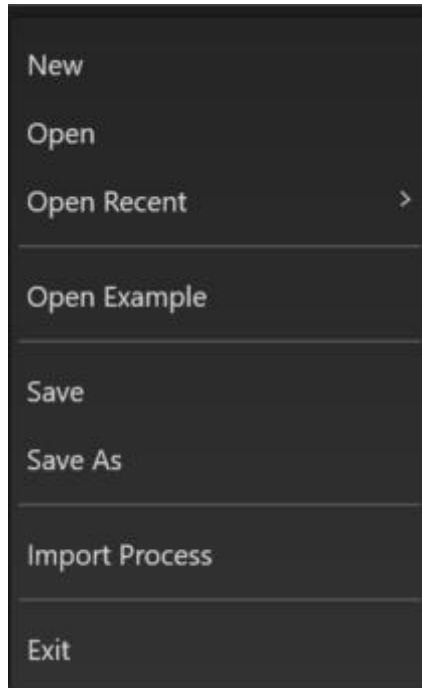 New
Open
Open Recent >
Open Example
Save
Save As
Import Process
Exit